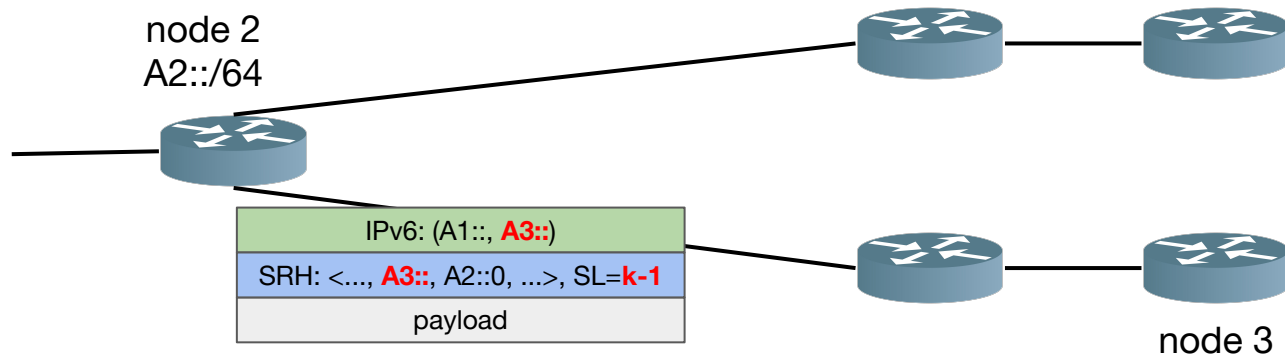 node 2
A2::/64
IPv6: (A1::, A3::)
SRH: <..., A3::, A2::0, ...>, SL=k-1
payload
node 3